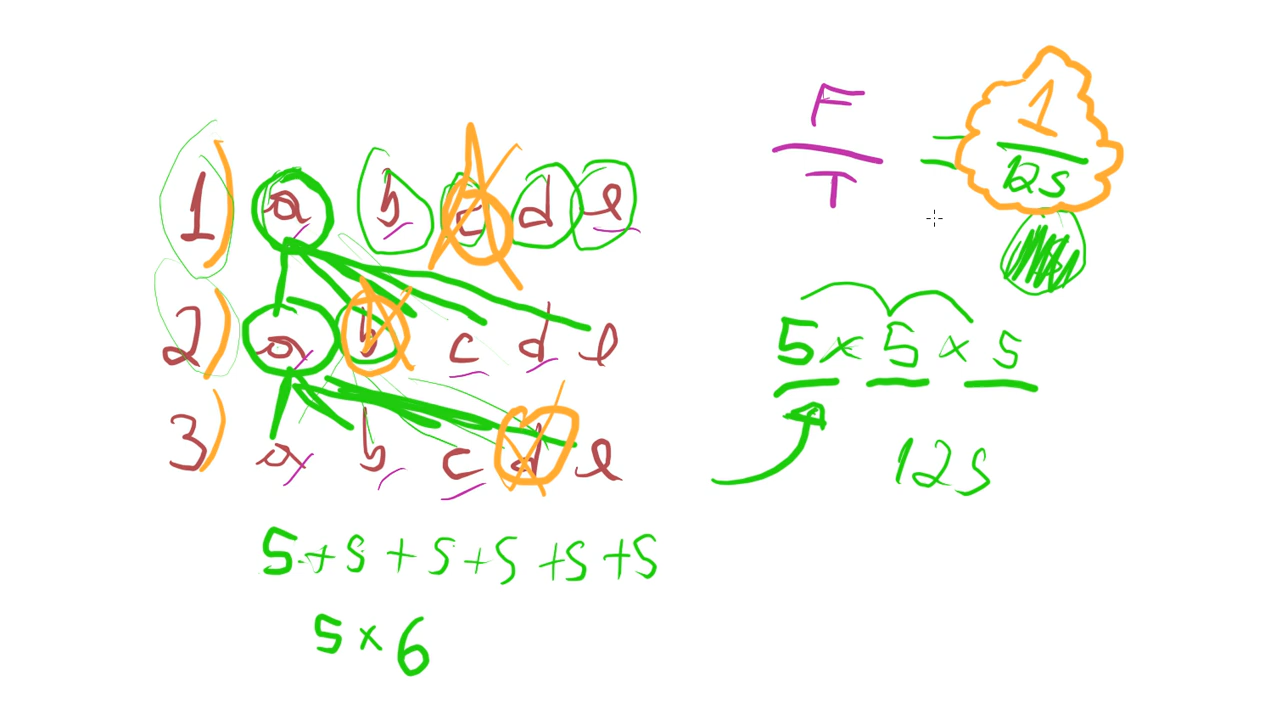 1) a b c d e
2) a b c d e
3) a b c d e
5 + 5 + 5 + 5 + 5 + 5
5 x 6
F
T
=
1
125
5 x 5 x 5
125